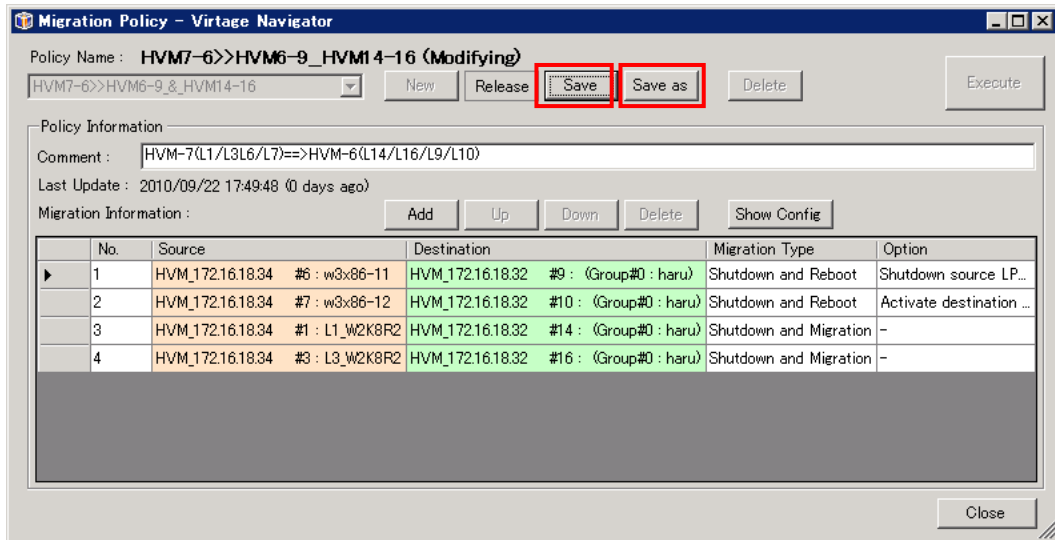 Migration Policy - Virtage Navigator
Policy Name : HVM7-6>>HVM6-9_HVM14-16 (Modifying)
HVM7-6>>HVM6-9_&_HVM14-16 New Release Save Save as Delete Execute
Policy Information
Comment : HVM-7(L1/L3L6/L7)==>HVM-6(L14/L16/L9/L10)
Last Update : 2010/09/22 17:49:48 (0 days ago)
Migration Information : Add Up Down Delete Show Config
No. Source Destination Migration Type Option
1 HVM_172.16.18.34 #6 : w3x86-11 HVM_172.16.18.32 #9 : (Group#0 : haru) Shutdown and Reboot Shutdown source LP...
2 HVM_172.16.18.34 #7 : w3x86-12 HVM_172.16.18.32 #10 : (Group#0 : haru) Shutdown and Reboot Activate destination ...
3 HVM_172.16.18.34 #1 : L1_W2K8R2 HVM_172.16.18.32 #14 : (Group#0 : haru) Shutdown and Migration -
4 HVM_172.16.18.34 #3 : L3_W2K8R2 HVM_172.16.18.32 #16 : (Group#0 : haru) Shutdown and Migration -
Close